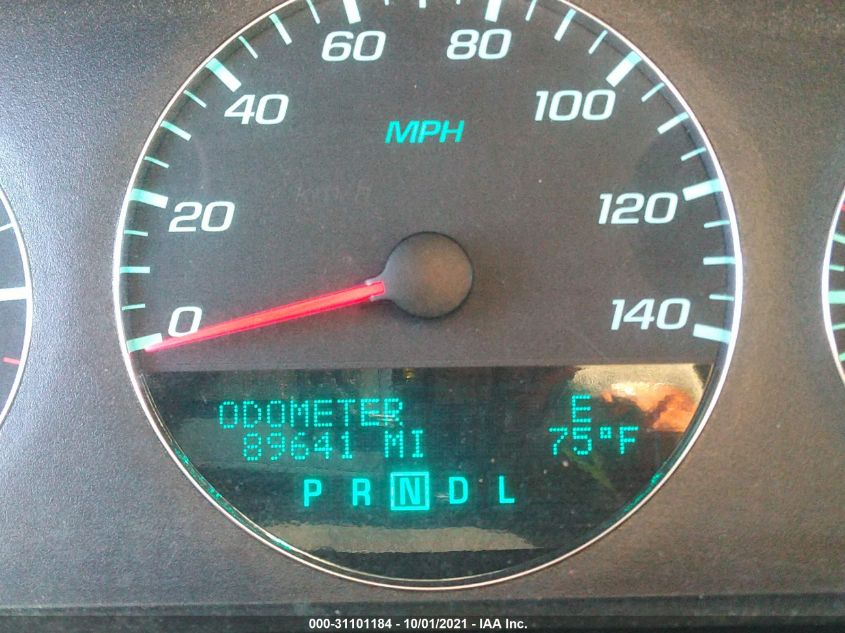 60 80
40 100
MPH
km/h
20 120
0 140
ODOMETER E
89641 MI 75°F
P R N D L
000-31101184 - 10/01/2021 - IAA Inc.